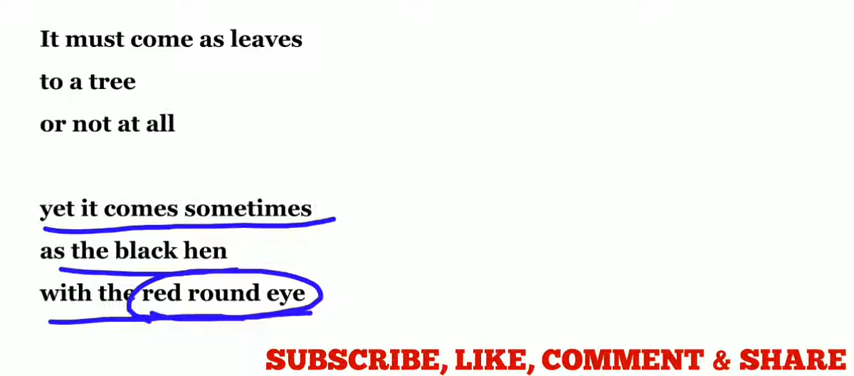 It must come as leaves
to a tree
or not at all
yet it comes sometimes
as the black hen
with the red round eye
SUBSCRIBE, LIKE, COMMENT & SHARE